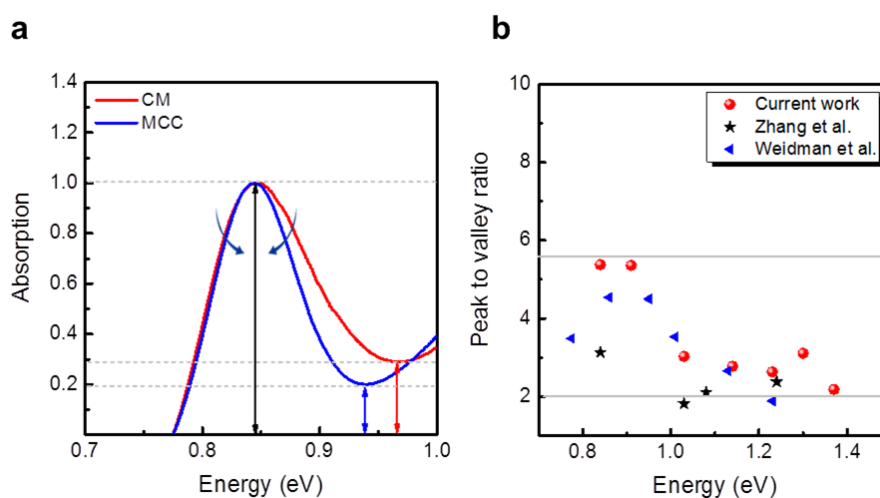 a
b
1.4
1.2
1.0
0.8
0.6
0.4
0.2
Absorption
CM
MCC
0.7
0.8
0.9
1.0
Energy (eV)
10
8
6
4
2
Peak to valley ratio
Current work
Zhang et al.
Weidman et al.
0.8
1.0
1.2
1.4
Energy (eV)